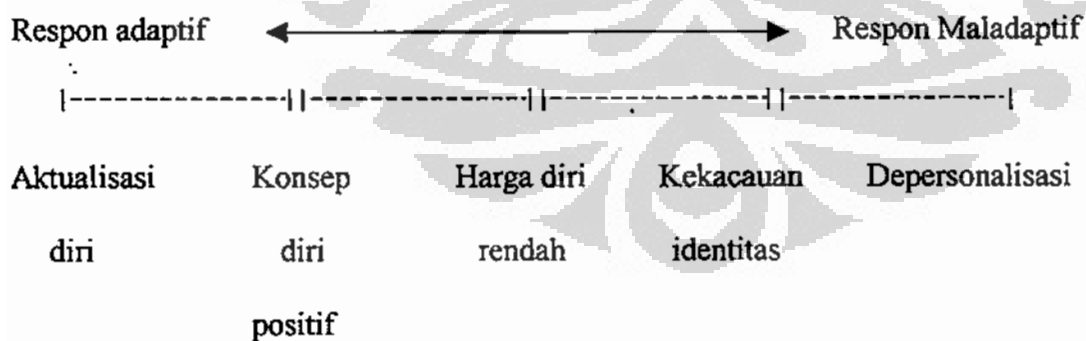 Respon adaptif Respon Maladaptif
Aktualisasi Konsep Harga diri Kekacauan Depersonalisasi
diri diri rendah identitas
positif